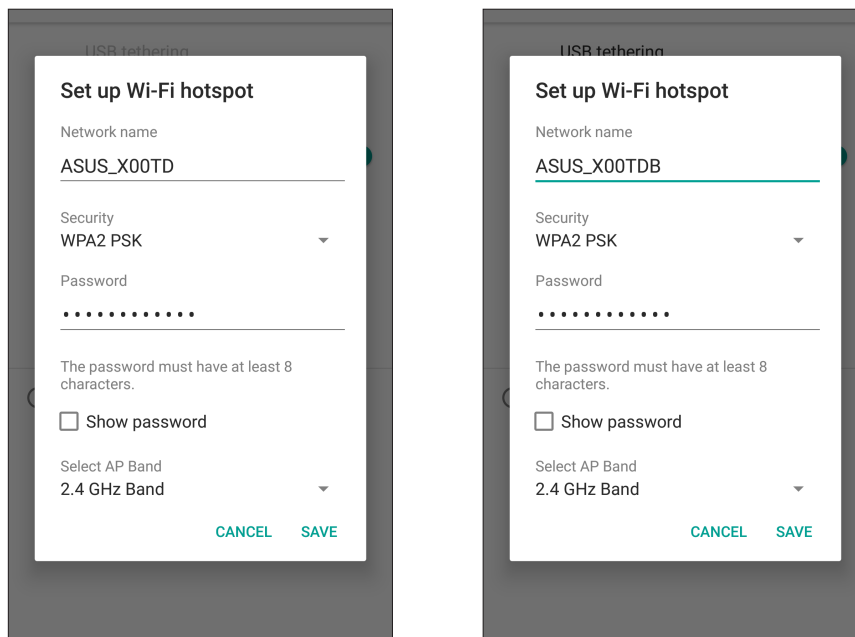 USB tethering
Set up Wi-Fi hotspot
Network name
ASUS_X00TD
Security
WPA2 PSK
Password
••••••••••••
The password must have at least 8
characters.
Show password
Select AP Band
2.4 GHz Band
CANCEL SAVE
USB tethering
Set up Wi-Fi hotspot
Network name
ASUS_X00TDB
Security
WPA2 PSK
Password
••••••••••••
The password must have at least 8
characters.
Show password
Select AP Band
2.4 GHz Band
CANCEL SAVE